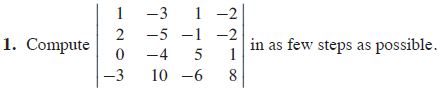 1. Compute | 1 −3 1 −2 |
| 2 −5 −1 −2 |
| 0 −4 5 1 |
| −3 10 −6 8 | in as few steps as possible.